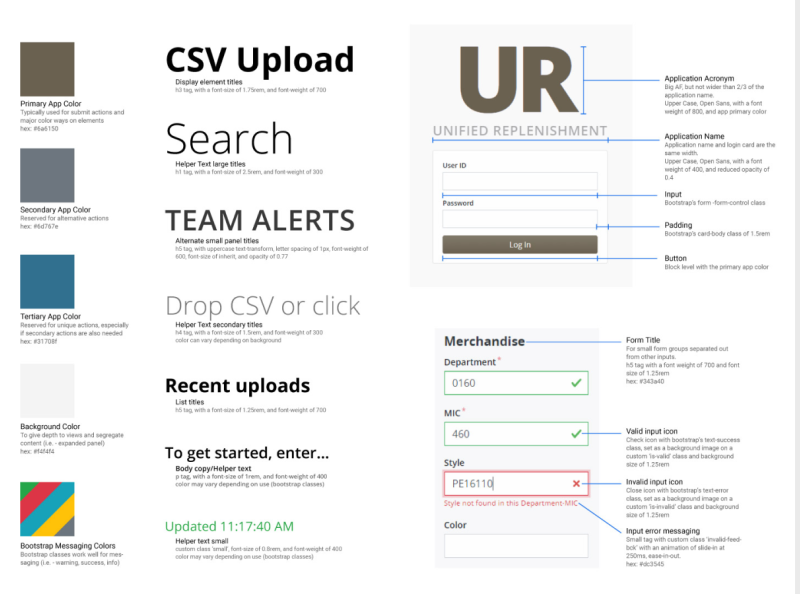 Primary App Color
Typically used for submit actions and
major color ways on elements
hex: #6a6150
Secondary App Color
Reserved for alternative actions
hex: #6d767e
Tertiary App Color
Reserved for unique actions, especially
if secondary actions are also needed
hex: #31708f
Background Color
To give depth to views and segregate
content (i.e. - expanded panel)
hex: #f4f4f4
Bootstrap Messaging Colors
Bootstrap classes work well for mes-
saging (i.e. - warning, success, info)
CSV Upload
Display element titles
h3 tag, with a font-size of 1.75rem, and font-weight of 700
Search
Helper Text large titles
h1 tag, with a font-size of 2.5rem, and font-weight of 300
TEAM ALERTS
Alternate small panel titles
h5 tag, with uppercase text-transform, letter spacing of 1px, font-weight of
600, font-size of inherit, and opacity of 0.77
Drop CSV or click
Helper Text secondary titles
h4 tag, with a font-size of 1.5rem, and font-weight of 300
color can vary depending on background
Recent uploads
List titles
h5 tag, with a font-size of 1.25rem, and font-weight of 700
To get started, enter...
Body copy/Helper text
p tag, with a font-size of 1rem, and font-weight of 400
color may vary depending on use (bootstrap classes)
Updated 11:17:40 AM
Helper text small
custom class 'small', font-size of 0.8rem, and font-weight of 400
color may vary depending on use (bootstrap classes)
UR
UNIFIED REPLENISHMENT
User ID
Password
Log In
Application Acronym
Big AF, but not wider than 2/3 of the
application name.
Upper Case, Open Sans, with a font
weight of 800, and app primary color
Application Name
Application name and login card are the
same width.
Upper Case, Open Sans, with a font
weight of 400, and reduced opacity of
0.4
Input
Bootstrap's form -form-control class
Padding
Bootstrap's card-body class of 1.5rem
Button
Block level with the primary app color
Merchandise
Department *
0160
MIC *
460
Style
PE16110
Style not found in this Department-MIC
Color
Form Title
For small form groups separated out
from other inputs.
h5 tag with a font weight of 700 and font
size of 1.25rem
hex: #343a40
Valid input icon
Check icon with bootstrap's text-success
class, set as a background image on a
custom 'is-valid' class and background
size of 1.25rem
Invalid input icon
Close icon with bootstrap's text-error
class, set as a background image on a
custom 'is-invalid' class and background
size of 1.25rem
Input error messaging
Small tag with custom class 'invalid-feed-
bck' with an animation of slide-in at
250ms, ease-in-out.
hex: #dc3545